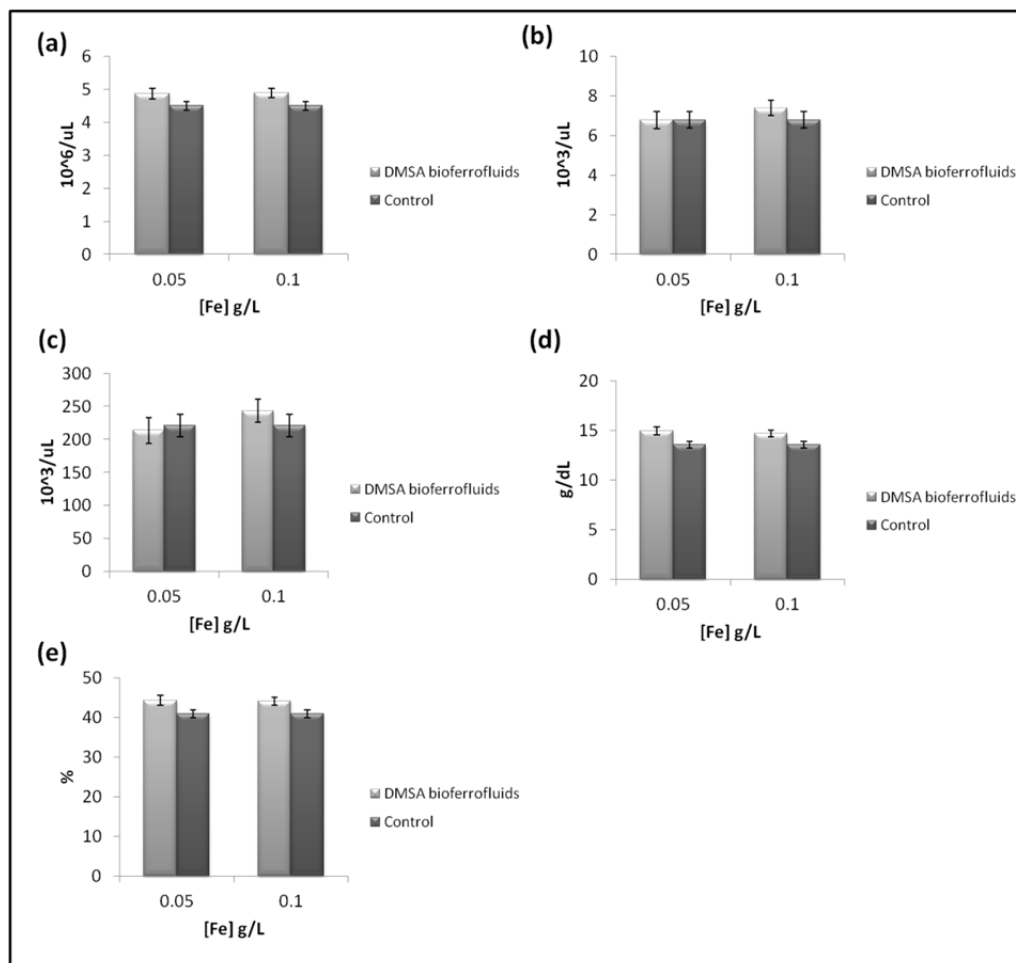 (a)
6
5
4
3
2
1
0
10^6/uL
0.05 0.1
[Fe] g/L
DMSA bioferrofluids
Control
(b)
10
8
6
4
2
0
10^3/uL
0.05 0.1
[Fe] g/L
DMSA bioferrofluids
Control
(c)
300
250
200
150
100
50
0
10^3/uL
0.05 0.1
[Fe] g/L
DMSA bioferrofluids
Control
(d)
20
15
10
5
0
g/dL
0.05 0.1
[Fe] g/L
DMSA bioferrofluids
Control
(e)
50
40
30
20
10
0
%
0.05 0.1
[Fe] g/L
DMSA bioferrofluids
Control